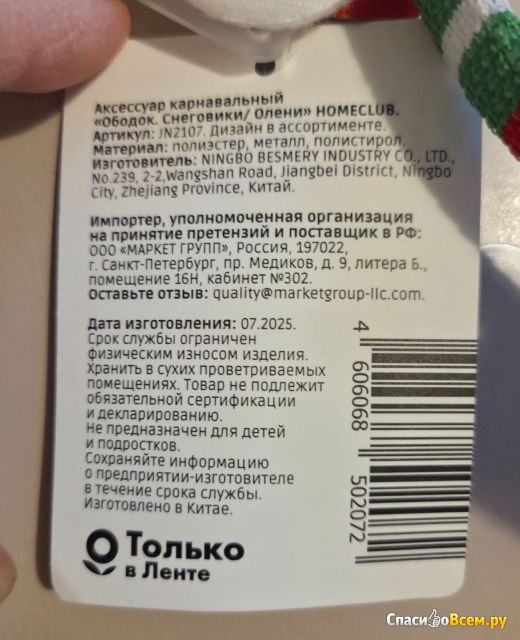 Аксессуар карнавальный
«Ободок. Снеговики/ Олени» HOMECLUB.
Артикул: JN2107. Дизайн в ассортименте.
Материал: полиэстер, металл, полистирол.
Изготовитель: NINGBO BESMERY INDUSTRY CO., LTD.,
No.239, 2-2,Wangshan Road, Jiangbei District, Ningbo
City, Zhejiang Province, Китай.
Импортер, уполномоченная организация
на принятие претензий и поставщик в РФ:
ООО «МАРКЕТ ГРУПП», Россия, 197022,
г. Санкт-Петербург, пр. Медиков, д. 9, литера Б.,
помещение 16Н, кабинет №302.
Оставьте отзыв: quality@marketgroup-llc.com.
Дата изготовления: 07.2025.
Срок службы ограничен
физическим износом изделия.
Хранить в сухих проветриваемых
помещениях. Товар не подлежит
обязательной сертификации
и декларированию.
Не предназначен для детей
и подростков.
Сохраняйте информацию
о предприятии-изготовителе
в течение срока службы.
Изготовлено в Китае.
4 606068 502072
Только
в Ленте
СпасибоВсем.ру